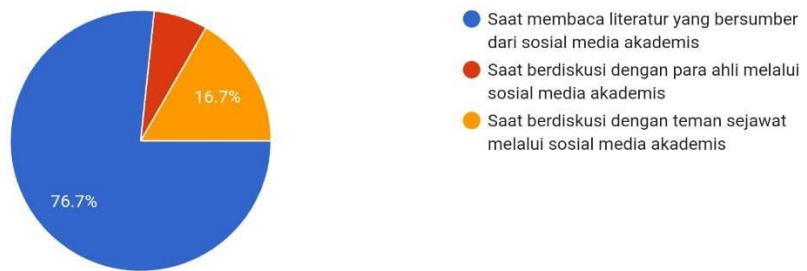 76.7%
16.7%
Saat membaca literatur yang bersumber
dari sosial media akademis
Saat berdiskusi dengan para ahli melalui
sosial media akademis
Saat berdiskusi dengan teman sejawat
melalui sosial media akademis